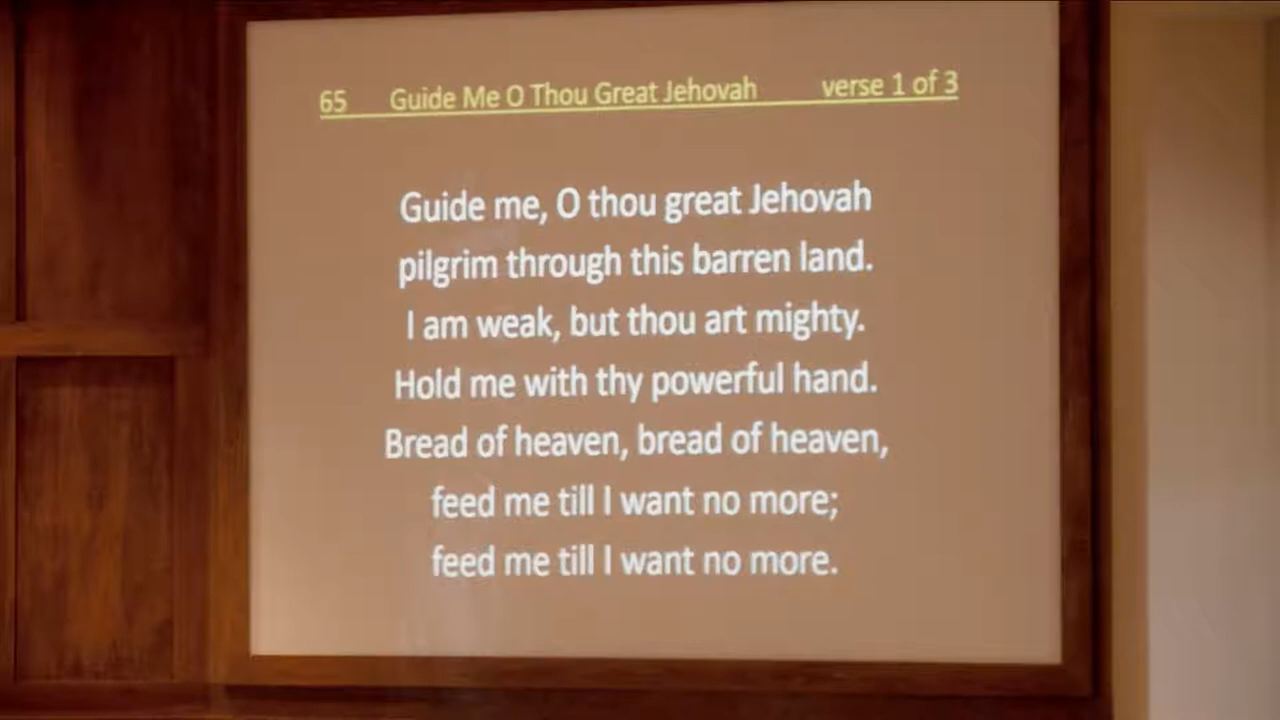 65 Guide Me O Thou Great Jehovah verse 1 of 3
Guide me, O thou great Jehovah
pilgrim through this barren land.
I am weak, but thou art mighty.
Hold me with thy powerful hand.
Bread of heaven, bread of heaven,
feed me till I want no more;
feed me till I want no more.